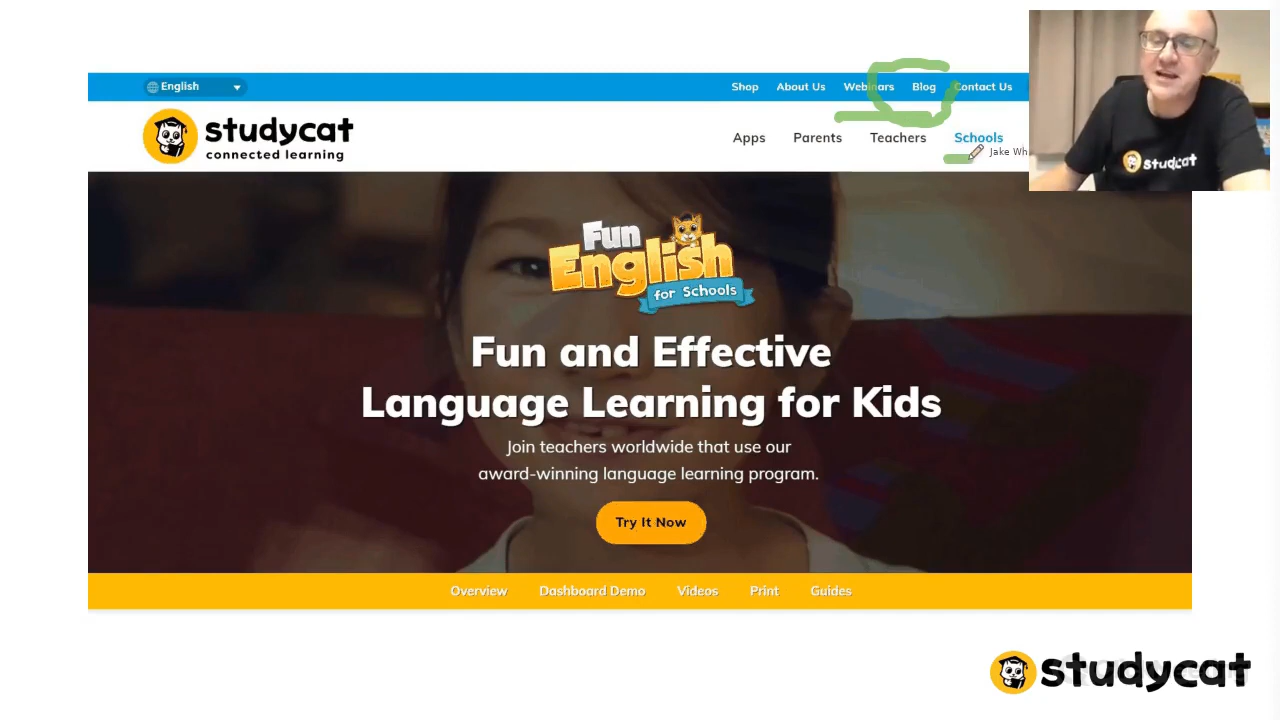 English
Shop About Us Webinars Blog Contact Us
studycat
connected learning
Apps Parents Teachers Schools
Jake Wh
studycat
Fun
English
for Schools
Fun and Effective
Language Learning for Kids
Join teachers worldwide that use our
award-winning language learning program.
Try It Now
Overview Dashboard Demo Videos Print Guides
studycat